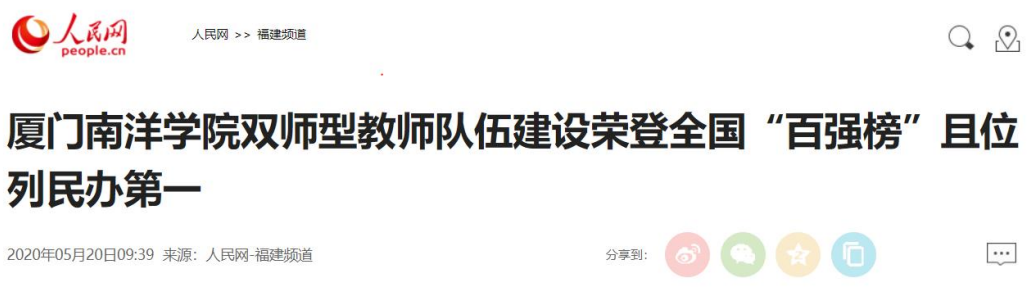 人民网
people.cn
人民网 >> 福建频道
厦门南洋学院双师型教师队伍建设荣登全国“百强榜”且位
列民办第一
2020年05月20日09:39 来源：人民网-福建频道
分享到：